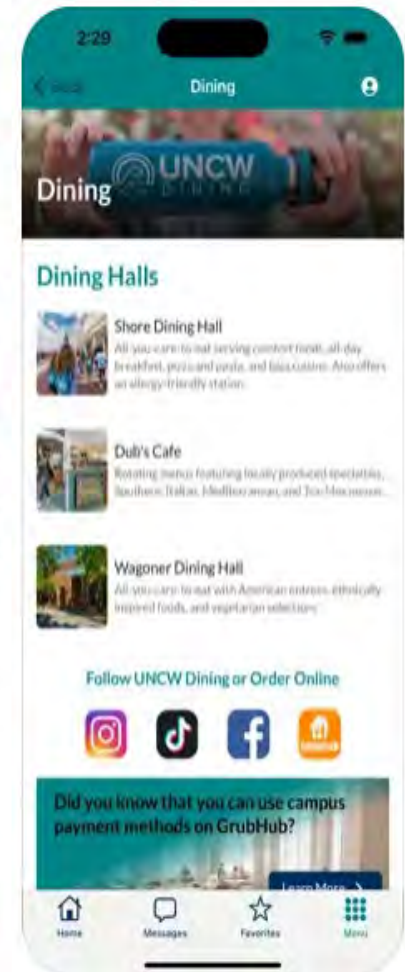 2:29
Back
Dining
UNCW
DINING
Dining
Dining Halls
Shore Dining Hall
All-you-care-to-eat serving comfort foods, all-day
breakfast, pizza and pasta, and Asia cuisine. Also offers
an allergy-friendly station.
Dub's Cafe
Rotating menus featuring locally produced specialties,
Southern, Italian, Mediterranean, and Tex-Mex
Wagoner Dining Hall
All-you-care-to-eat with American entrees, ethnically
inspired foods, and vegetarian selections
Follow UNCW Dining or Order Online
GRUBHUB
Did you know that you can use campus
payment methods on GrubHub?
Learn More
Home
Messages
Favorites
Menu